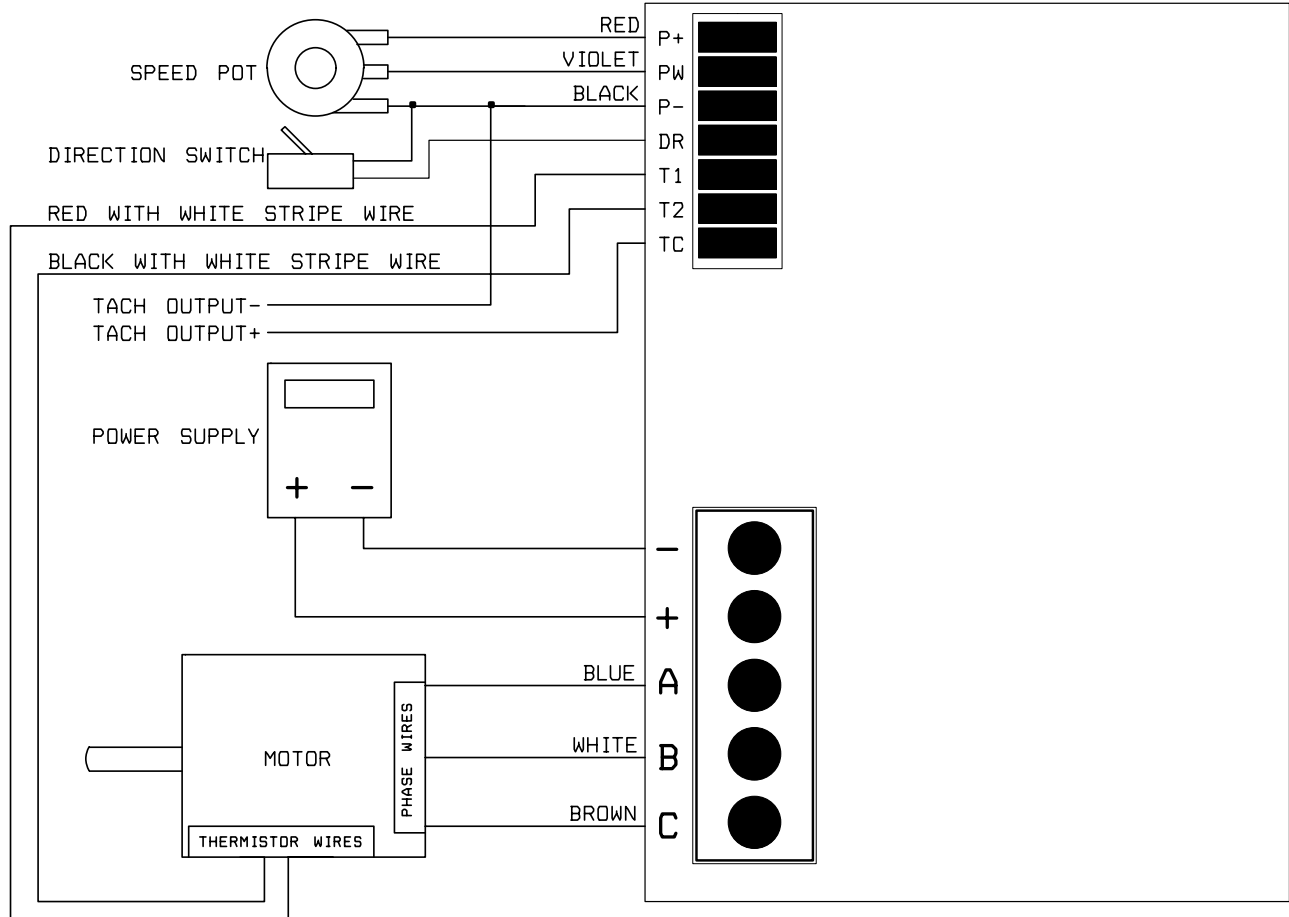 RED
P+
VIOLET
PW
SPEED POT
BLACK
P-
DR
DIRECTION SWITCH
T1
RED WITH WHITE STRIPE WIRE
T2
TC
BLACK WITH WHITE STRIPE WIRE
TACH OUTPUT-
TACH OUTPUT+
POWER SUPPLY
+ -
-
+
BLUE
A
PHASE WIRES
WHITE
B
MOTOR
BROWN
C
THERMISTOR WIRES